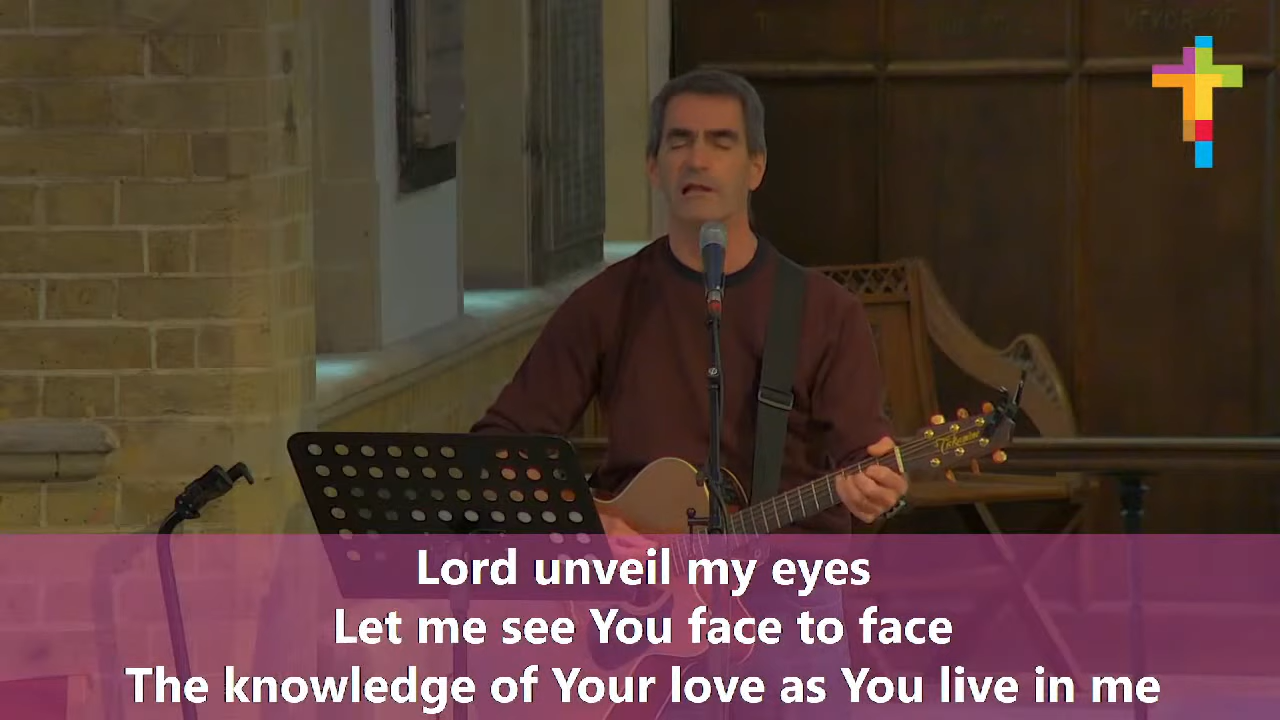 Takamine
Lord unveil my eyes
Let me see You face to face
The knowledge of Your love as You live in me